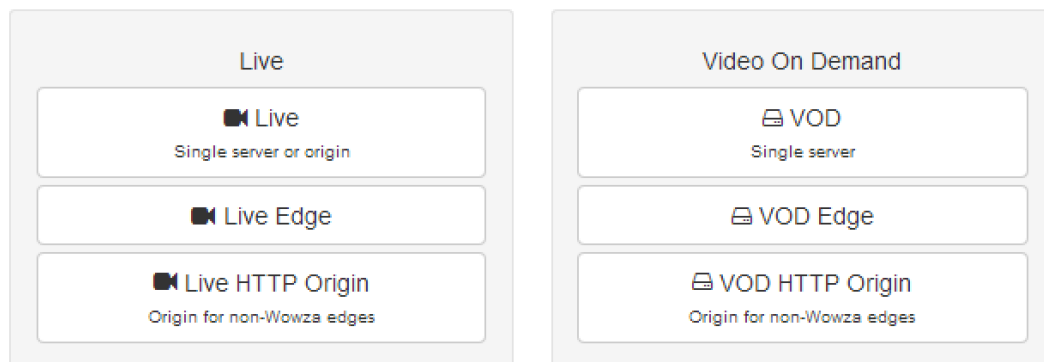 Live
Live
Single server or origin
Live Edge
Live HTTP Origin
Origin for non-Wowza edges
Video On Demand
VOD
Single server
VOD Edge
VOD HTTP Origin
Origin for non-Wowza edges